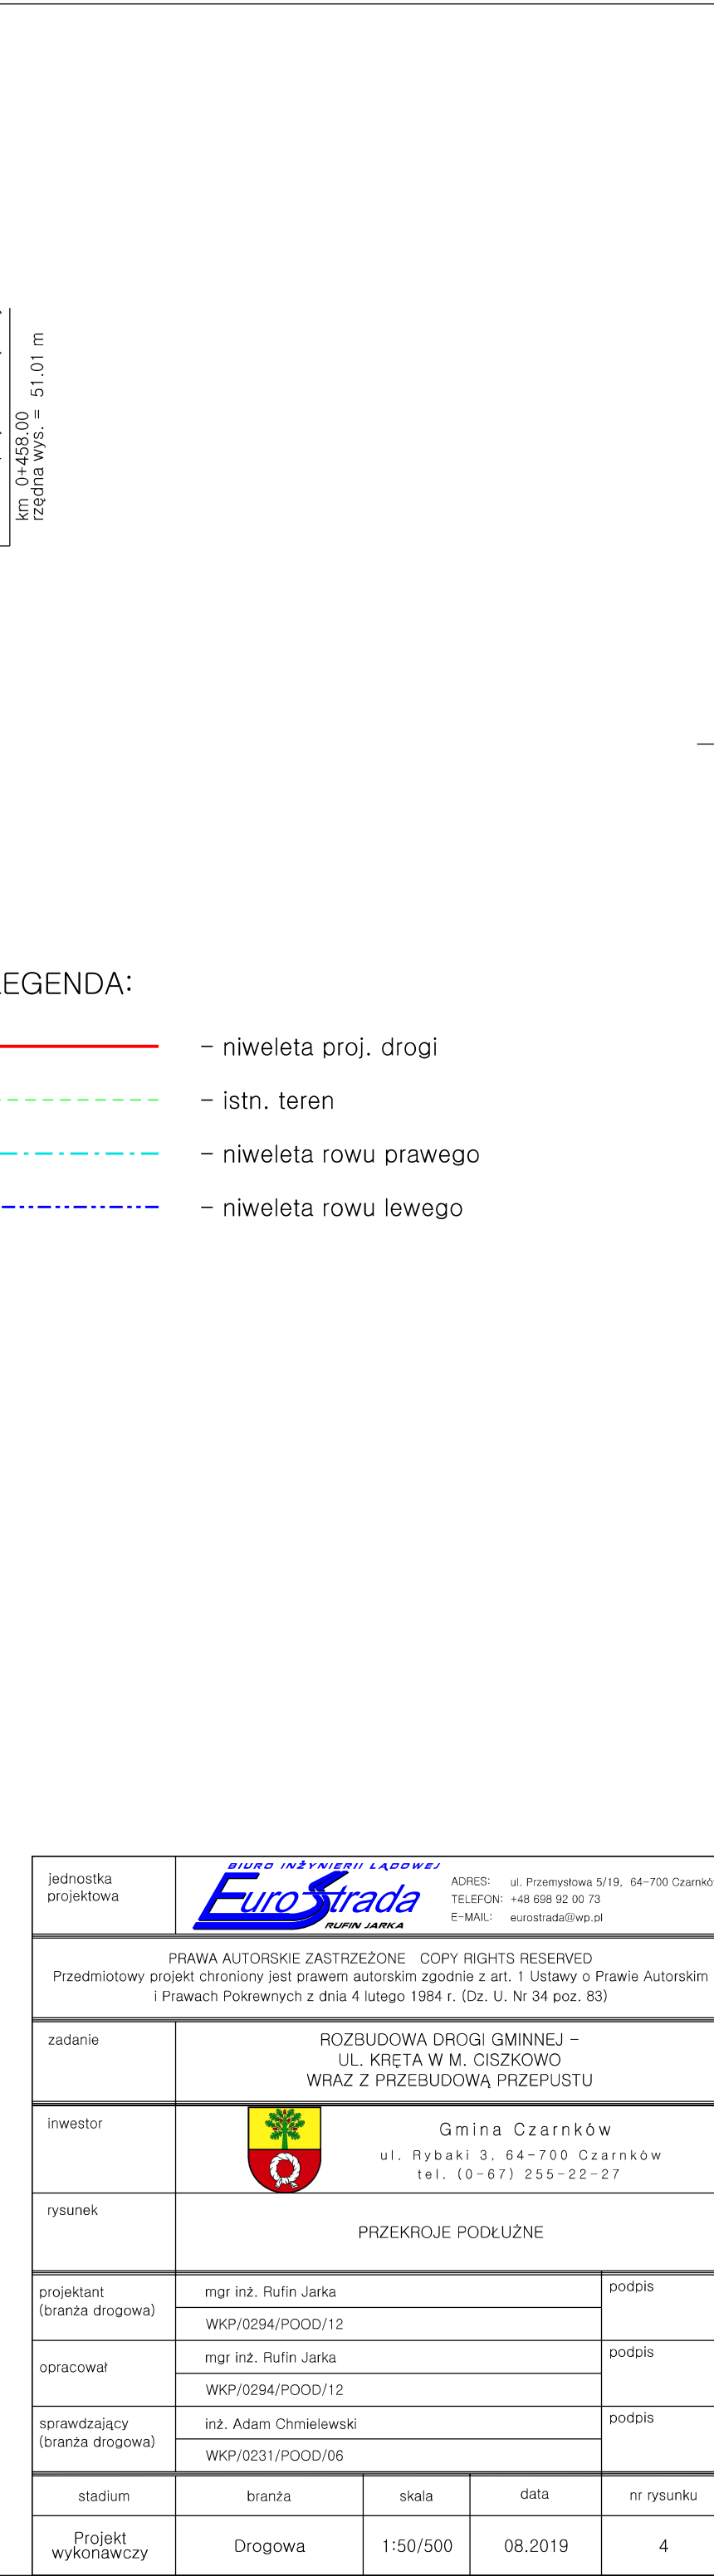 km 0+458.00
rzędna wys. = 51.01 m
LEGENDA:
- niweleta proj. drogi
- istn. teren
- niweleta rowu prawego
- niweleta rowu lewego
jednostka
projektowa
BIURO INŻYNIERII LĄDOWEJ
EuroStrada
RUFIN JARKA
ADRES: ul. Przemysłowa 5/19, 64-700 Czarnków
TELEFON: +48 698 92 00 73
E-MAIL: eurostrada@wp.pl
PRAWA AUTORSKIE ZASTRZEŻONE COPY RIGHTS RESERVED
Przedmiotowy projekt chroniony jest prawem autorskim zgodnie z art. 1 Ustawy o Prawie Autorskim
i Prawach Pokrewnych z dnia 4 lutego 1984 r. (Dz. U. Nr 34 poz. 83)
zadanie
ROZBUDOWA DROGI GMINNEJ -
UL. KRĘTA W M. CISZKOWO
WRAZ Z PRZEBUDOWĄ PRZEPUSTU
inwestor
Gmina Czarnków
ul. Rybaki 3, 64-700 Czarnków
tel. (0-67) 255-22-27
rysunek
PRZEKROJE PODŁUŻNE
projektant
(branża drogowa)
mgr inż. Rufin Jarka
WKP/0294/POOD/12
podpis
opracował
mgr inż. Rufin Jarka
WKP/0294/POOD/12
podpis
sprawdzający
(branża drogowa)
inż. Adam Chmielewski
WKP/0231/POOD/06
podpis
stadium branża skala data nr rysunku
Projekt
wykonawczy
Drogowa 1:50/500 08.2019 4